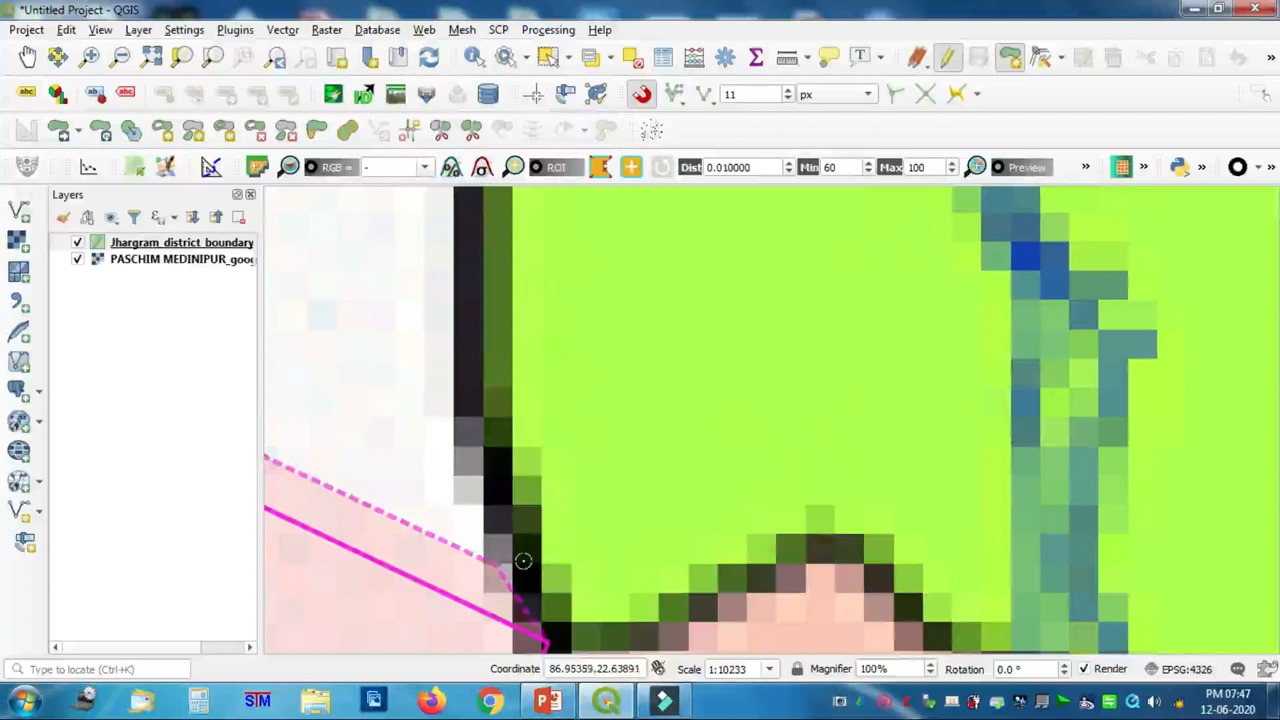 *Untitled Project - QGIS
Project Edit View Layer Settings Plugins Vector Raster Database Web Mesh SCP Processing Help
11 px
RGB = - ROI Dist 0.010000 Min 60 Max 100 Preview
Layers
Jhargram_district_boundary
PASCHIM MEDINIPUR_goog
Type to locate (Ctrl+K) Coordinate 86.95359,22.63891 Scale 1:10233 Magnifier 100% Rotation 0.0 ° Render EPSG:4326
PM 07:47
12-06-2020